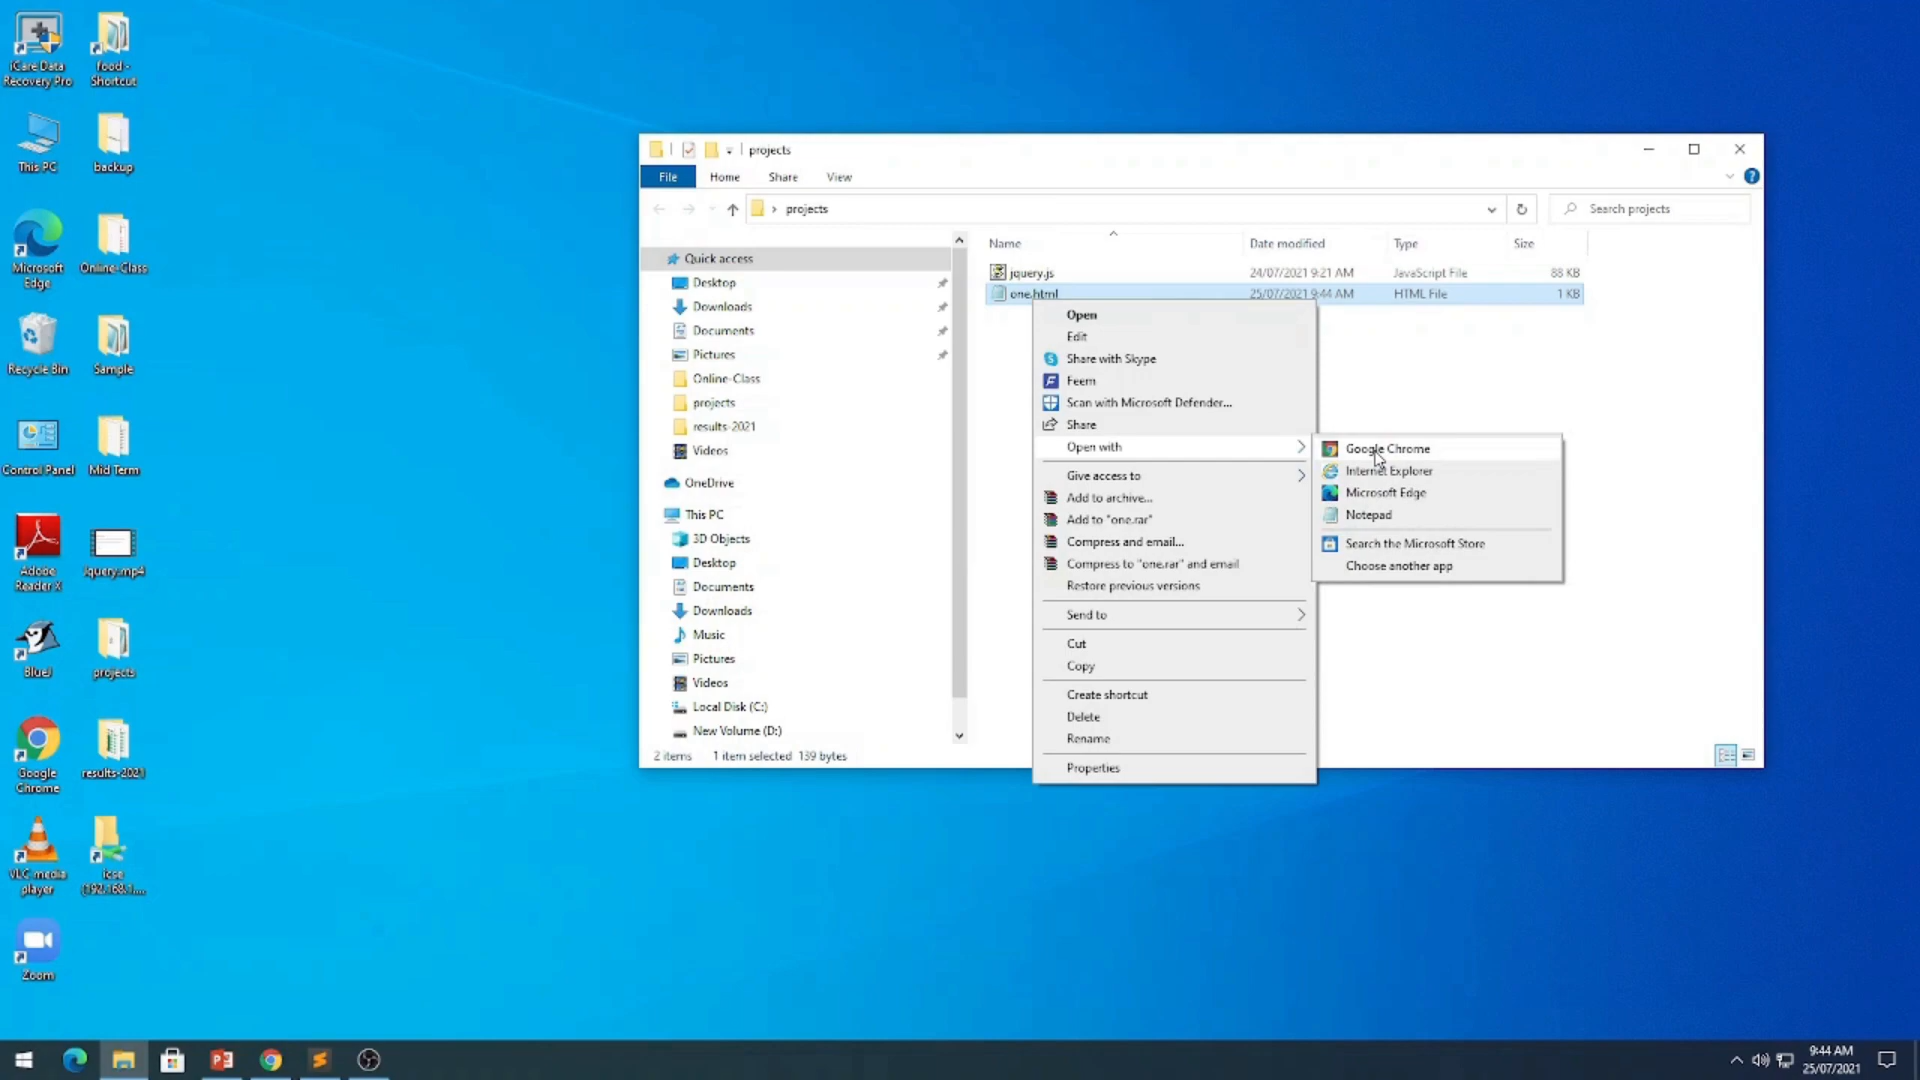 iCare Data
Recovery Pro
food -
Shortcut
This PC
backup
Microsoft
Edge
Online-Class
Recycle Bin
Sample
Control Panel
Mid Term
Adobe
Reader X
Jquery.mp4
BlueJ
projects
Google
Chrome
results-2021
VLC media
player
icse
(192.168.1....
Zoom
projects
File Home Share View
projects
Search projects
Name Date modified Type Size
jquery.js 24/07/2021 9:21 AM JavaScript File 88 KB
one.html 25/07/2021 9:44 AM HTML File 1 KB
Quick access
Desktop
Downloads
Documents
Pictures
Online-Class
projects
results-2021
Videos
OneDrive
This PC
3D Objects
Desktop
Documents
Downloads
Music
Pictures
Videos
Local Disk (C:)
New Volume (D:)
2 items 1 item selected 139 bytes
Open
Edit
Share with Skype
Feem
Scan with Microsoft Defender...
Share
Open with
Give access to
Add to archive...
Add to "one.rar"
Compress and email...
Compress to "one.rar" and email
Restore previous versions
Send to
Cut
Copy
Create shortcut
Delete
Rename
Properties
Google Chrome
Internet Explorer
Microsoft Edge
Notepad
Search the Microsoft Store
Choose another app
9:44 AM
25/07/2021